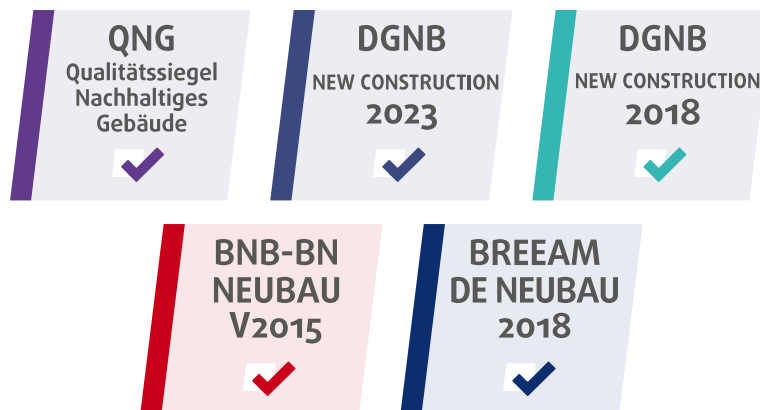 QNG
Qualitätssiegel
Nachhaltiges
Gebäude
DGNB
NEW CONSTRUCTION
2023
DGNB
NEW CONSTRUCTION
2018
BNB-BN
NEUBAU
V2015
BREEAM
DE NEUBAU
2018